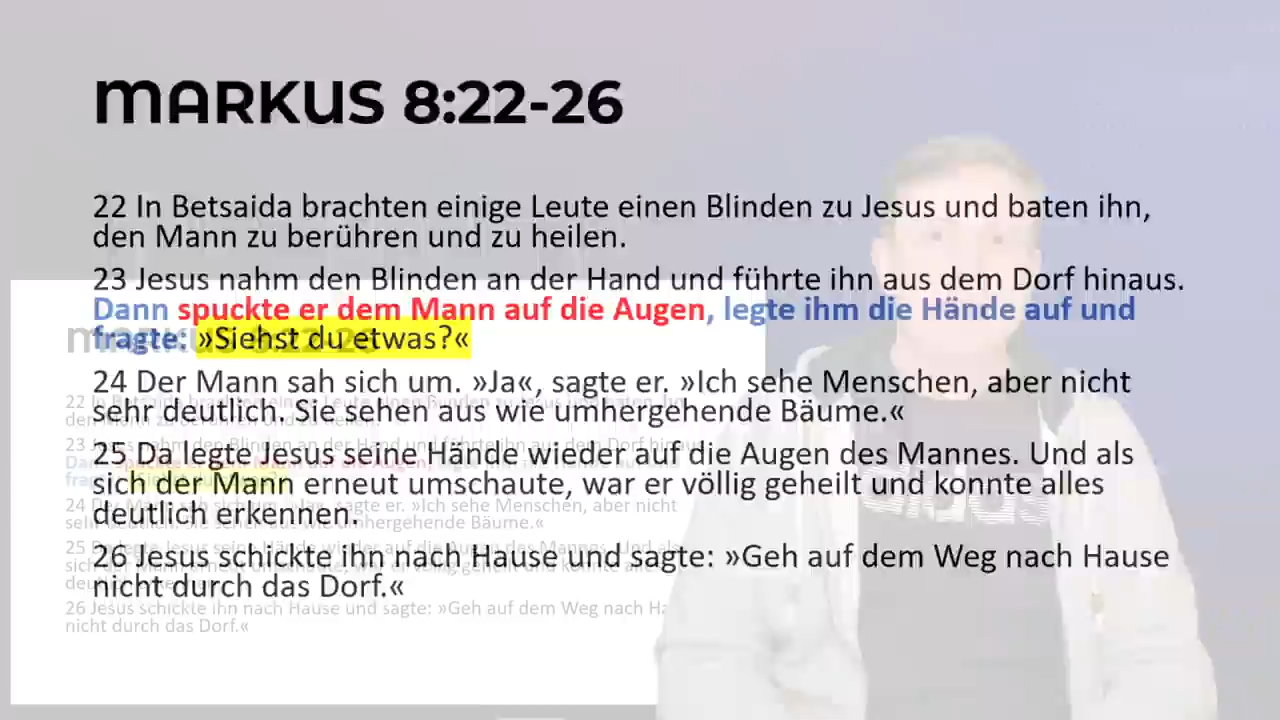 MARKUS 8:22-26
22 In Betsaida brachten einige Leute einen Blinden zu Jesus und baten ihn,
den Mann zu berühren und zu heilen.
23 Jesus nahm den Blinden an der Hand und führte ihn aus dem Dorf hinaus.
Dann spuckte er dem Mann auf die Augen, legte ihm die Hände auf und
fragte: »Siehst du etwas?«
24 Der Mann sah sich um. »Ja«, sagte er. »Ich sehe Menschen, aber nicht
sehr deutlich. Sie sehen aus wie umhergehende Bäume.«
25 Da legte Jesus seine Hände wieder auf die Augen des Mannes. Und als
sich der Mann erneut umschaute, war er völlig geheilt und konnte alles
deutlich erkennen.
26 Jesus schickte ihn nach Hause und sagte: »Geh auf dem Weg nach Hause
nicht durch das Dorf.«